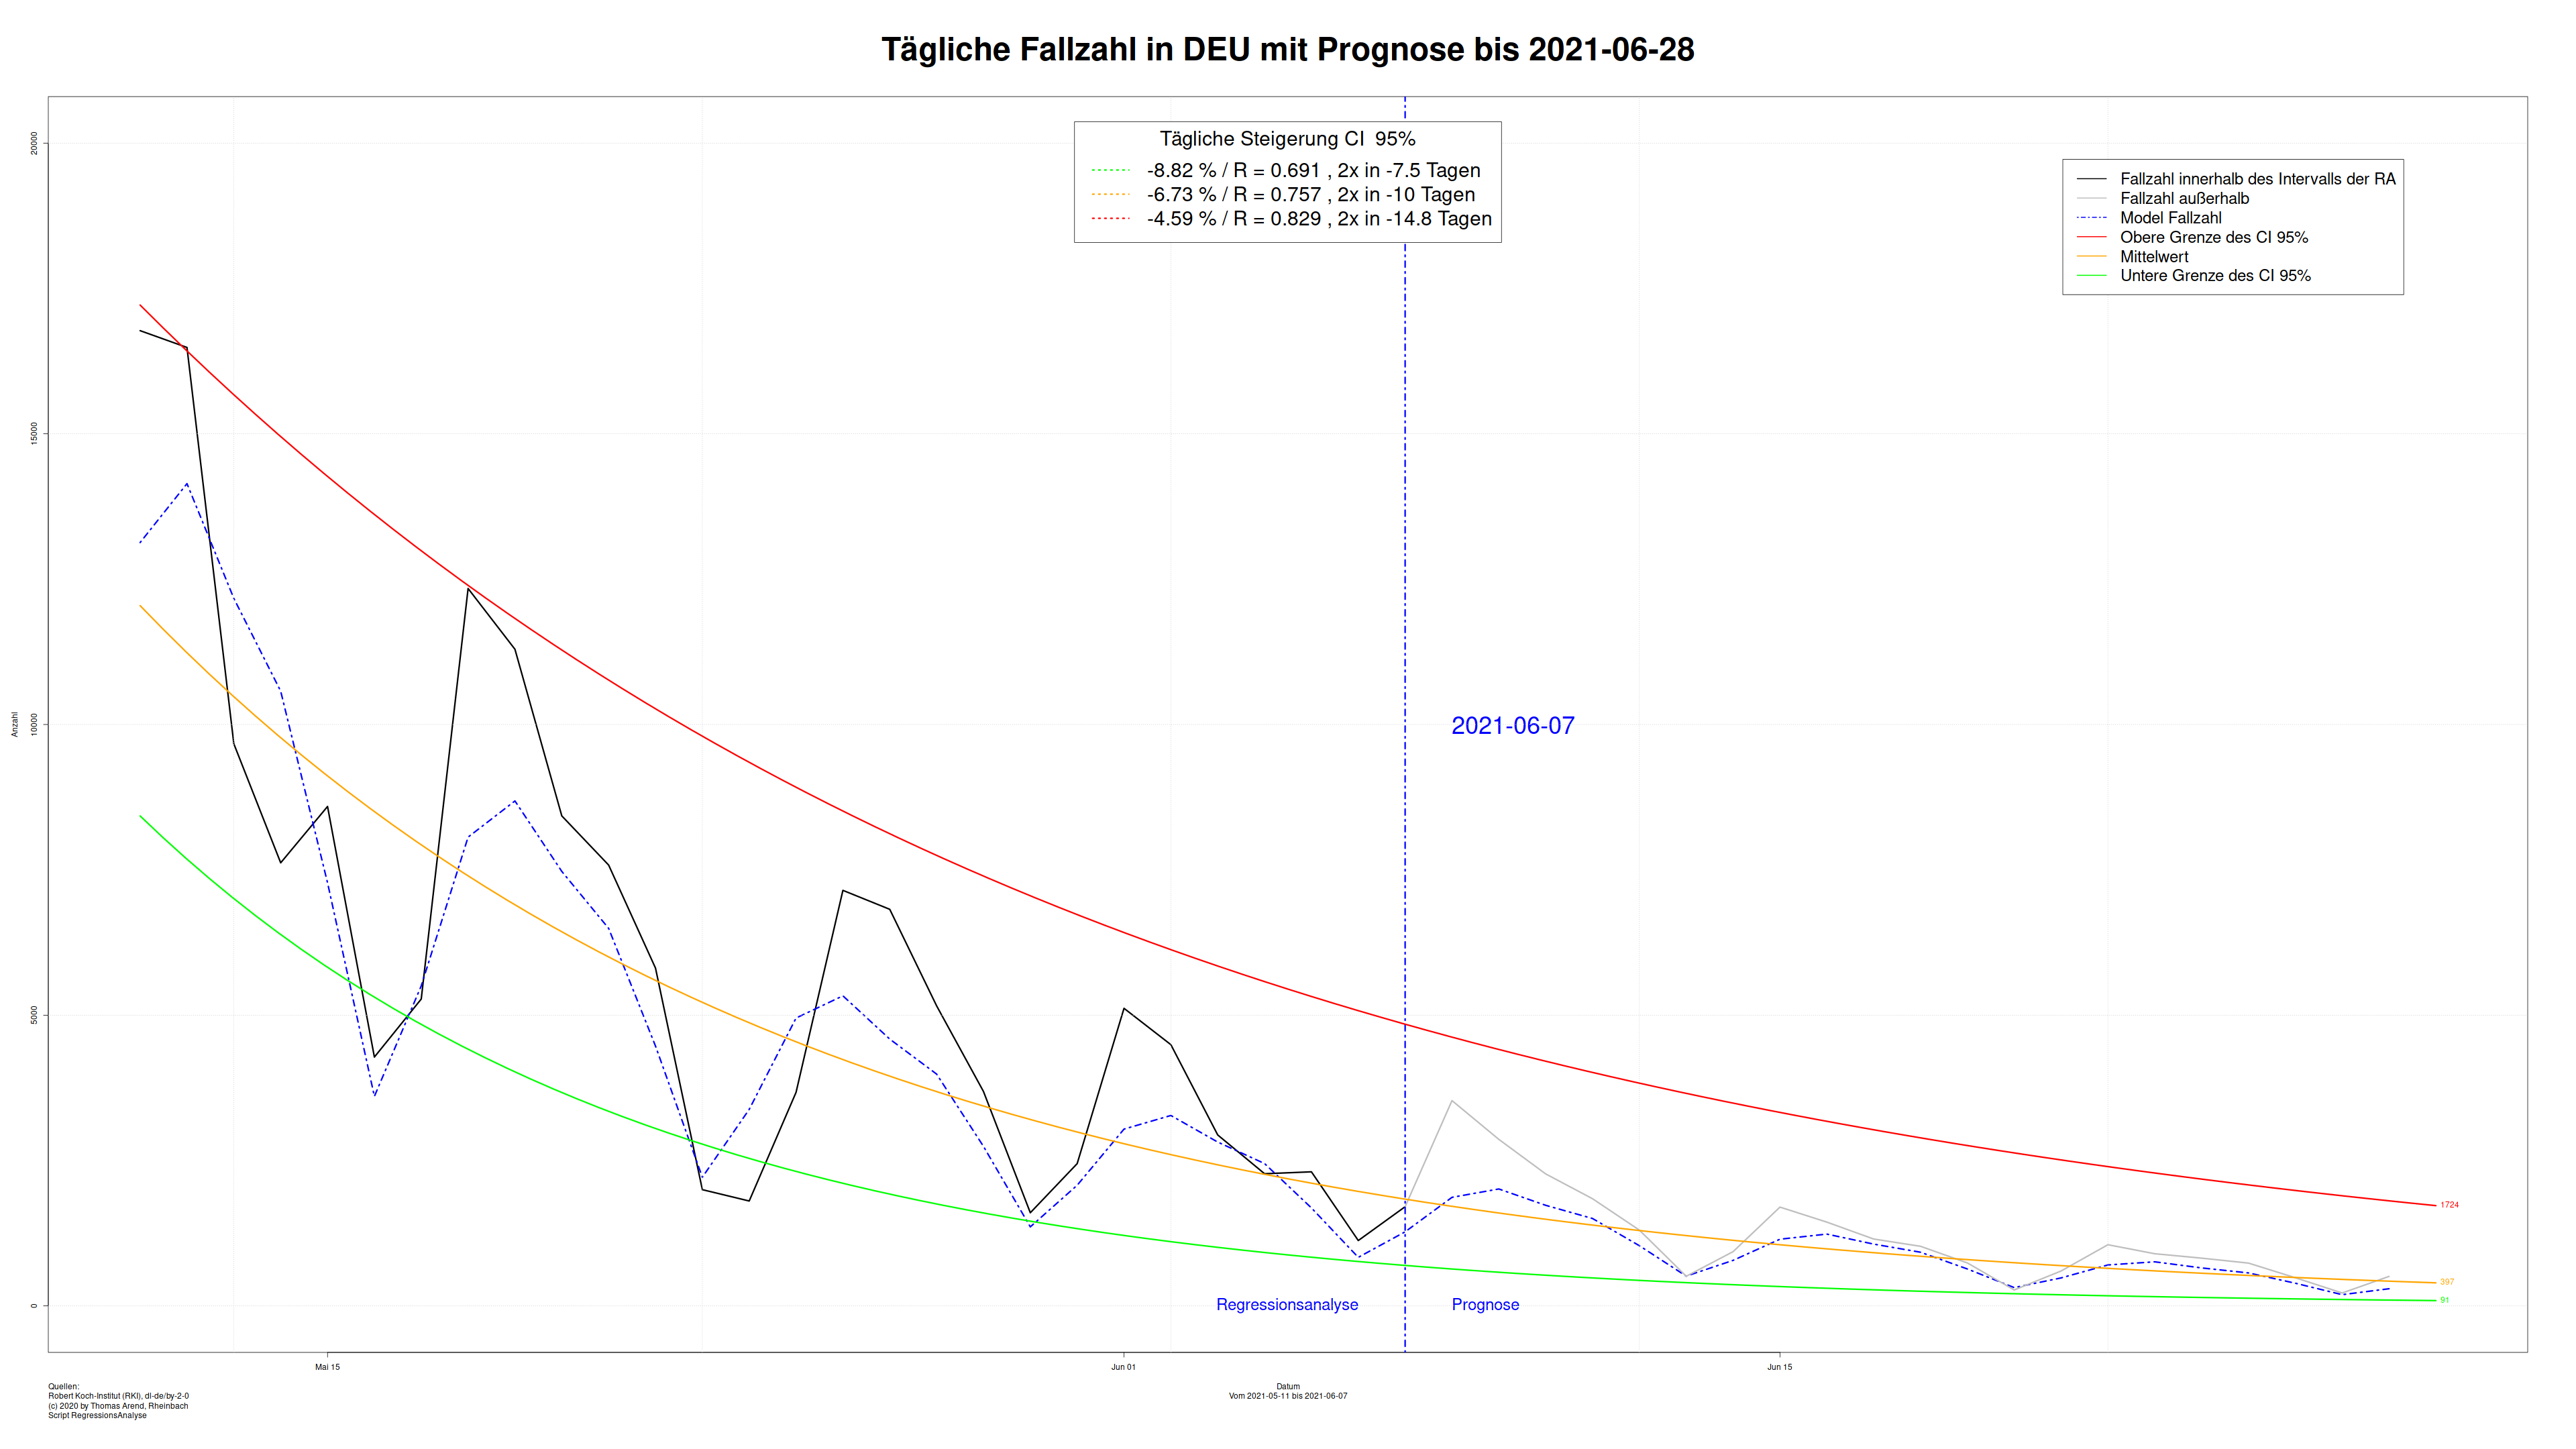 Tägliche Fallzahl in DEU mit Prognose bis 2021-06-28
Tägliche Steigerung CI 95%
-8.82 % / R = 0.691 , 2x in -7.5 Tagen
-6.73 % / R = 0.757 , 2x in -10 Tagen
-4.59 % / R = 0.829 , 2x in -14.8 Tagen
Fallzahl innerhalb des Intervalls der RA
Fallzahl außerhalb
Model Fallzahl
Obere Grenze des CI 95%
Mittelwert
Untere Grenze des CI 95%
20000
15000
10000
5000
0
Anzahl
2021-06-07
1724
397
91
Regressionsanalyse
Prognose
Mai 15
Jun 01
Jun 15
Datum
Vom 2021-05-11 bis 2021-06-07
Quellen:
Robert Koch-Institut (RKI), dl-de/by-2-0
(c) 2020 by Thomas Arend, Rheinbach
Script RegressionsAnalyse